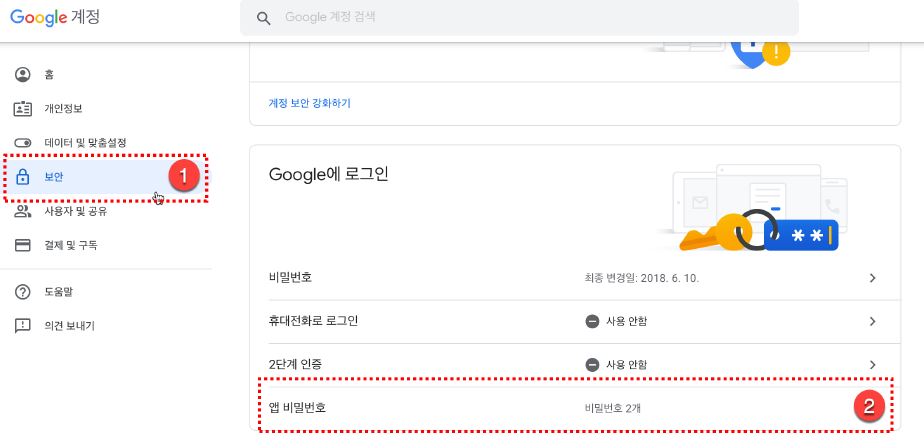 Google 계정
Google 계정 검색
홈
개인정보
데이터 및 맞춤설정
보안
1
사용자 및 공유
결제 및 구독
도움말
의견 보내기
계정 보안 강화하기
Google에 로그인
**
비밀번호 최종 변경일: 2018. 6. 10.
휴대전화로 로그인 사용 안함
2단계 인증 사용 안함
앱 비밀번호 비밀번호 2개 2